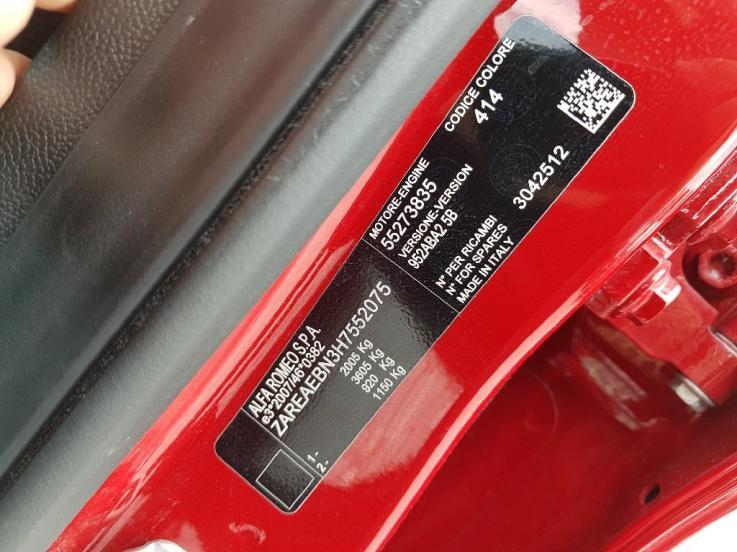 ALFA ROMEO S.P.A.
e3*2007/46*0382
ZAREAEBN3H7552075
2005 Kg
3605 Kg
1- 920 Kg
2- 1150 Kg
MOTORE-ENGINE
55273835
VERSIONE-VERSION
952ABA2 5B
N° PER RICAMBI
N° FOR SPARES
MADE IN ITALY
CODICE COLORE
414
3042512